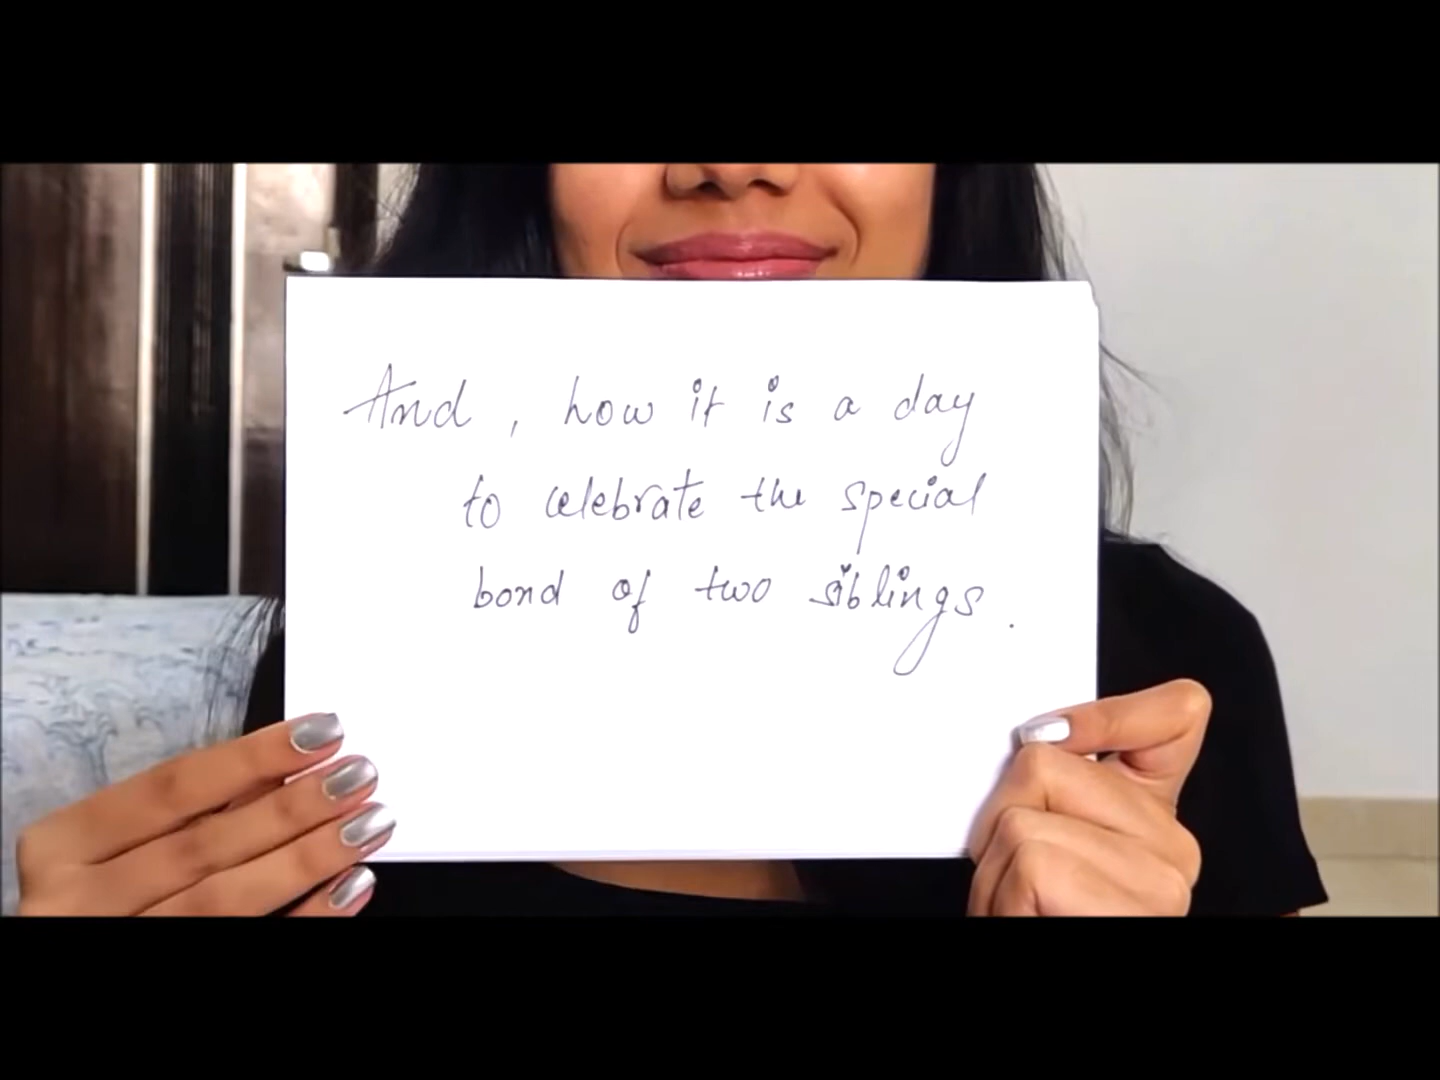 And, how it is a day
to celebrate the special
bond of two siblings.